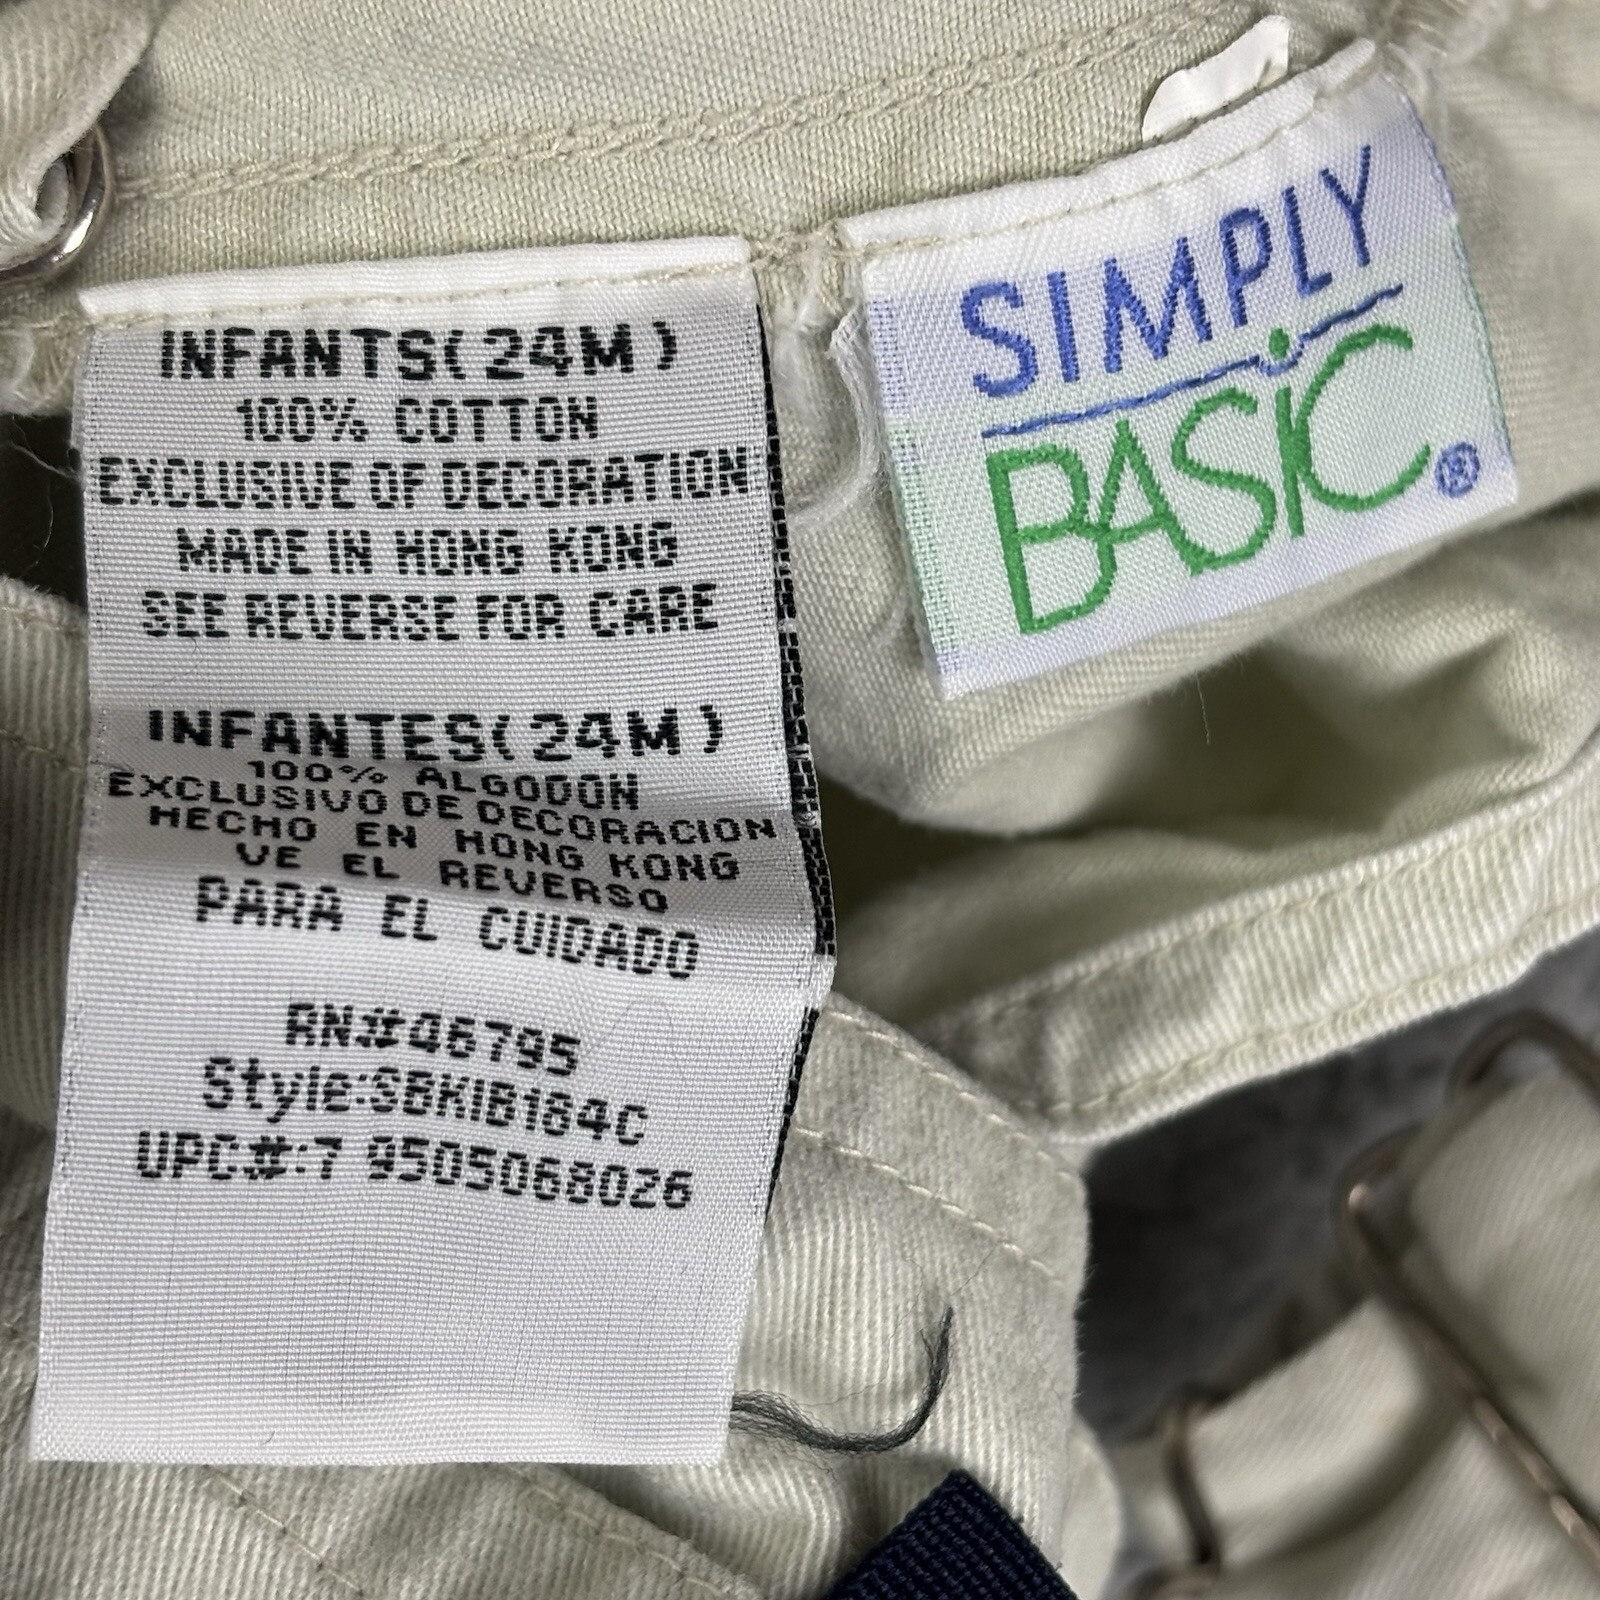 INFANTS(24M)
100% COTTON
EXCLUSIVE OF DECORATION
MADE IN HONG KONG
SEE REVERSE FOR CARE
INFANTES(24M)
100% ALGODON
EXCLUSIVO DE DECORACION
HECHO EN HONG KONG
VE EL REVERSO
PARA EL CUIDADO
RN#46795
Style:SBKIB164C
UPC#:7 9505068026
SIMPLY
BASiC®